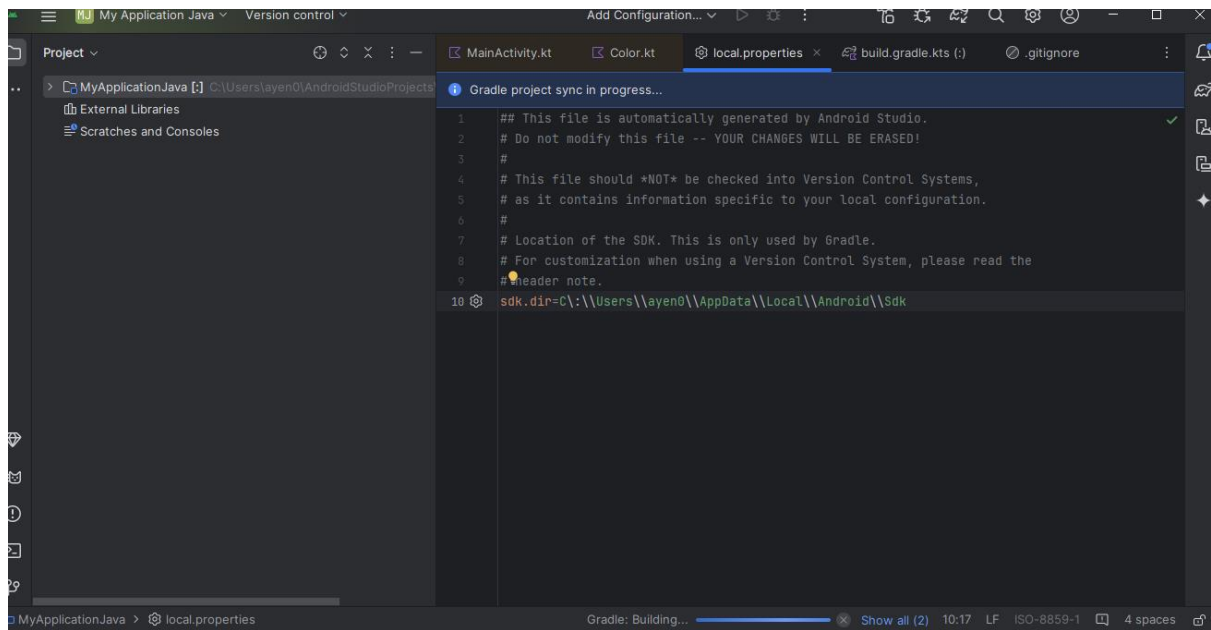 MJ My Application Java Version control Add Configuration...
Project
MainActivity.kt Color.kt local.properties build.gradle.kts (:) .gitignore
MyApplicationJava [:] C:\Users\ayen0\AndroidStudioProjects\
External Libraries
Scratches and Consoles
Gradle project sync in progress...
1 ## This file is automatically generated by Android Studio.
2 # Do not modify this file -- YOUR CHANGES WILL BE ERASED!
3 #
4 # This file should *NOT* be checked into Version Control Systems,
5 # as it contains information specific to your local configuration.
6 #
7 # Location of the SDK. This is only used by Gradle.
8 # For customization when using a Version Control System, please read the
9 # header note.
10 sdk.dir=C\:\\Users\\ayen0\\AppData\\Local\\Android\\Sdk
MyApplicationJava > local.properties Gradle: Building... Show all (2) 10:17 LF ISO-8859-1 4 spaces